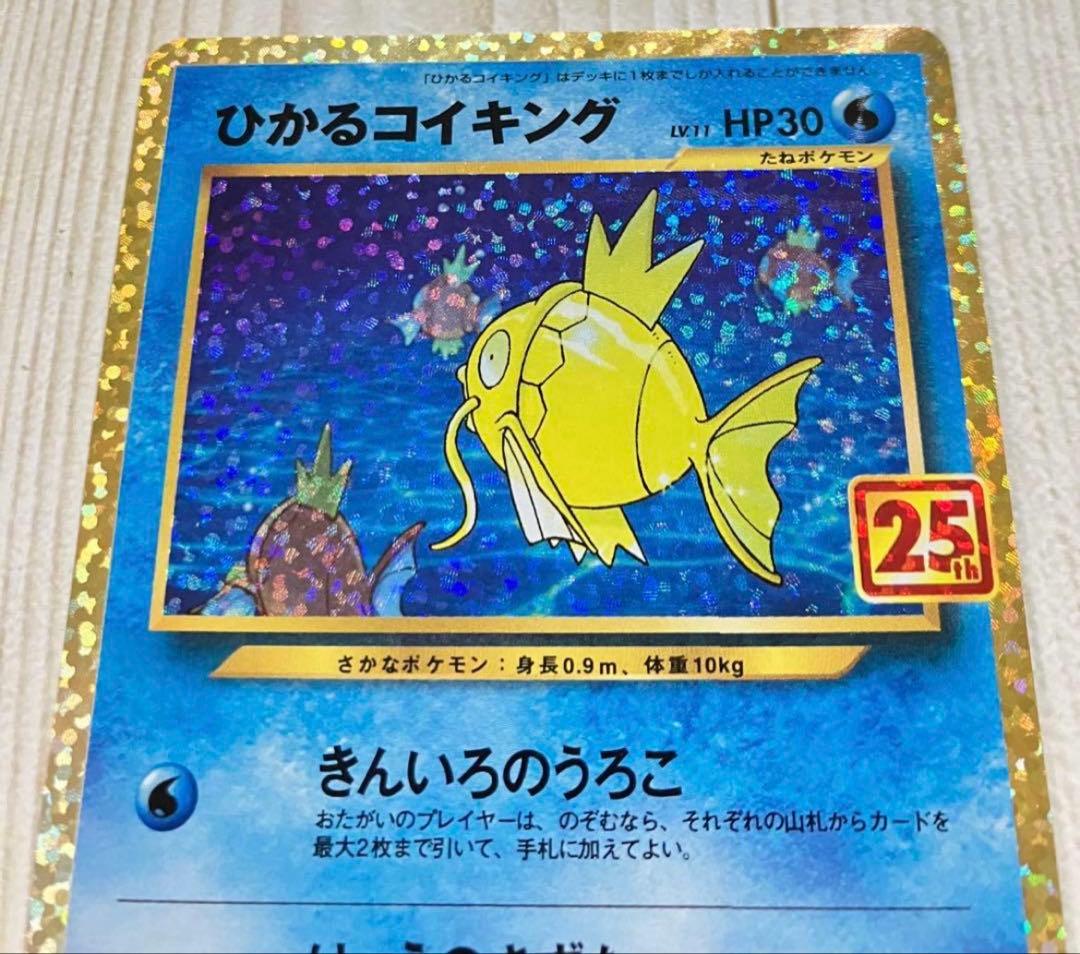 「ひかるコイキング」はデッキに1枚までしか入れることができません。
ひかるコイキング LV.11 HP30
たねポケモン
25th
さかなポケモン：身長0.9m、体重10kg
きんいろのうろこ
おたがいのプレイヤーは、のぞむなら、それぞれの山札からカードを
最大2枚まで引いて、手札に加えてよい。